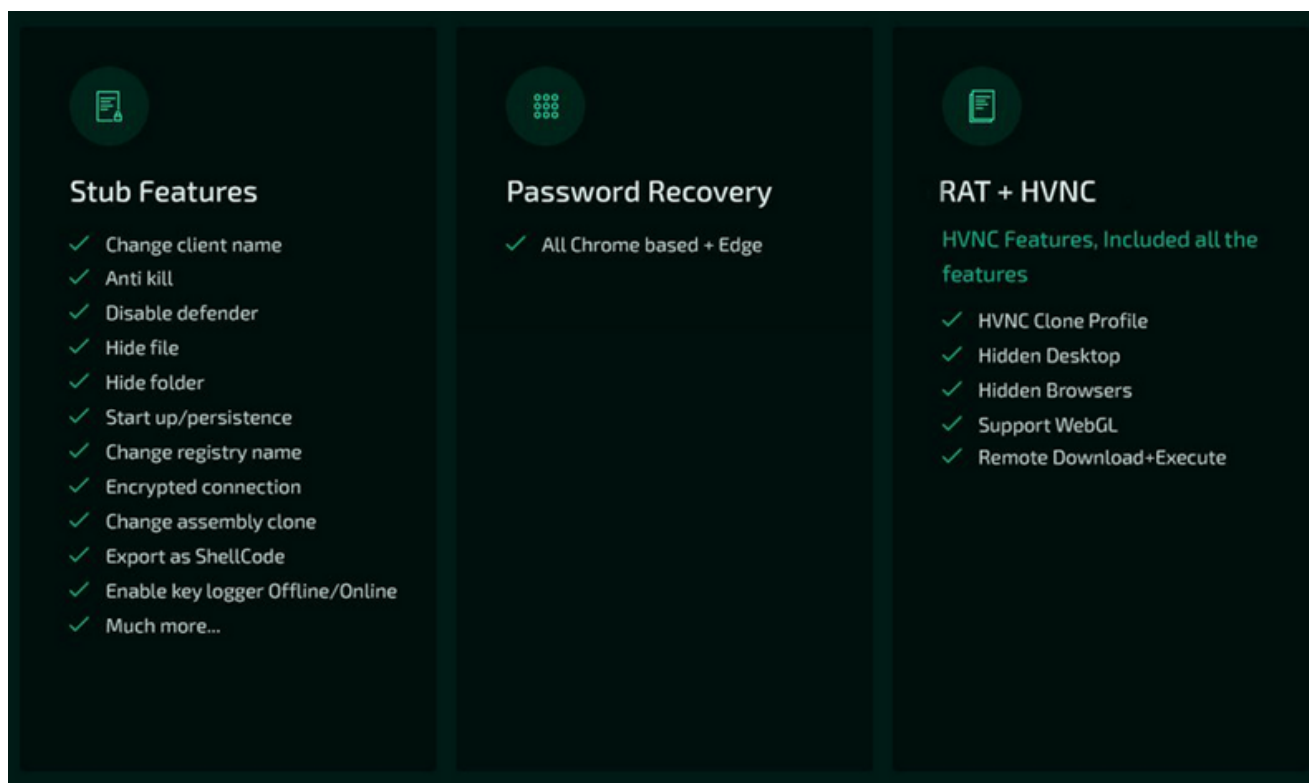 Stub Features
Change client name
Anti kill
Disable defender
Hide file
Hide folder
Start up/persistence
Change registry name
Encrypted connection
Change assembly clone
Export as ShellCode
Enable key logger Offline/Online
Much more...
Password Recovery
All Chrome based + Edge
RAT + HVNC
HVNC Features, Included all the
features
HVNC Clone Profile
Hidden Desktop
Hidden Browsers
Support WebGL
Remote Download+Execute